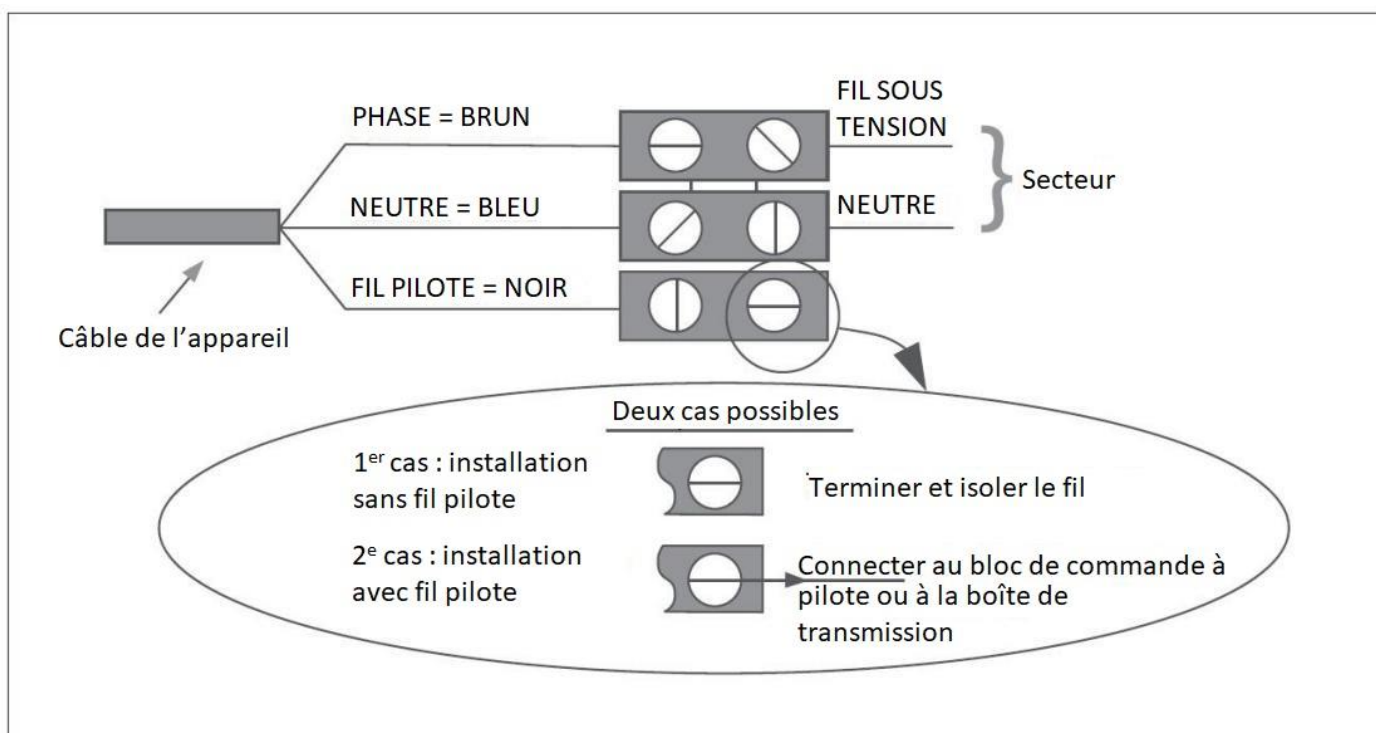 PHASE = BRUN
FIL SOUS
TENSION
NEUTRE = BLEU
NEUTRE
Secteur
FIL PILOTE = NOIR
Câble de l’appareil
Deux cas possibles
1er cas : installation
sans fil pilote
Terminer et isoler le fil
2e cas : installation
avec fil pilote
Connecter au bloc de commande à
pilote ou à la boîte de
transmission